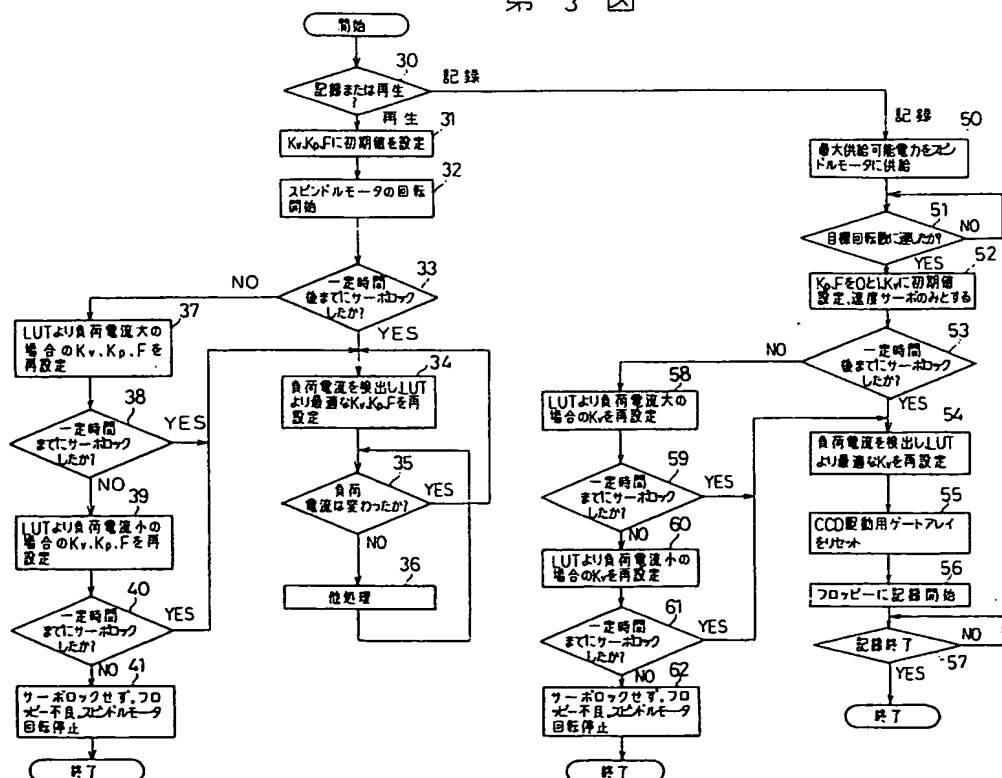 第 3 図
開始
30
記録または再生
?
記録
再生
31
Kv.Kp.Fに初期値を設定
32
スピンドルモータの回転
開始
33
一定時間
後までにサーボロック
したか?
NO
YES
37
LUTより負荷電流大の
場合のKv.Kp.Fを
再設定
38
一定時間
までにサーボロック
したか?
YES
NO
39
LUTより負荷電流小の
場合のKv.Kp.Fを再
設定
40
一定時間
までにサーボロック
したか?
YES
NO
41
サーボロックせず.フロ
ッピー不良.スピンドルモータ
回転停止
終了
34
負荷電流を検出しLUT
より最適なKv.Kp.Fを再
設定
35
負荷
電流は変わったか?
YES
NO
36
他処理
記録
50
最大供給可能電力をスピン
ドルモータに供給
51
目標回転数に達したか?
NO
YES
52
Kp.Fを0としKvに初期値
設定.速度サーボのみとする
53
一定時間
後までにサーボロック
したか?
NO
YES
58
LUTより負荷電流大の
場合のKvを再設定
59
一定時間
までにサーボロック
したか?
YES
NO
60
LUTより負荷電流小の
場合のKvを再設定
61
一定時間
までにサーボロック
したか?
YES
NO
62
サーボロックせず.フロ
ッピー不良.スピンドルモータ
回転停止
終了
54
負荷電流を検出しLUT
より最適なKvを再設定
55
CCD駆動用ゲートアレイ
をリセット
56
フロッピーに記録開始
記録終了
?
NO
57
YES
終了